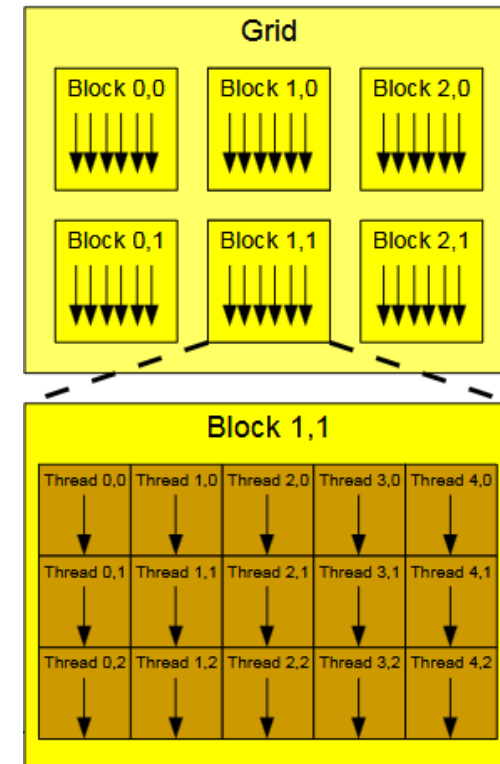 Grid
Block 0,0 Block 1,0 Block 2,0
Block 0,1 Block 1,1 Block 2,1
Block 1,1
Thread 0,0 Thread 1,0 Thread 2,0 Thread 3,0 Thread 4,0
Thread 0,1 Thread 1,1 Thread 2,1 Thread 3,1 Thread 4,1
Thread 0,2 Thread 1,2 Thread 2,2 Thread 3,2 Thread 4,2